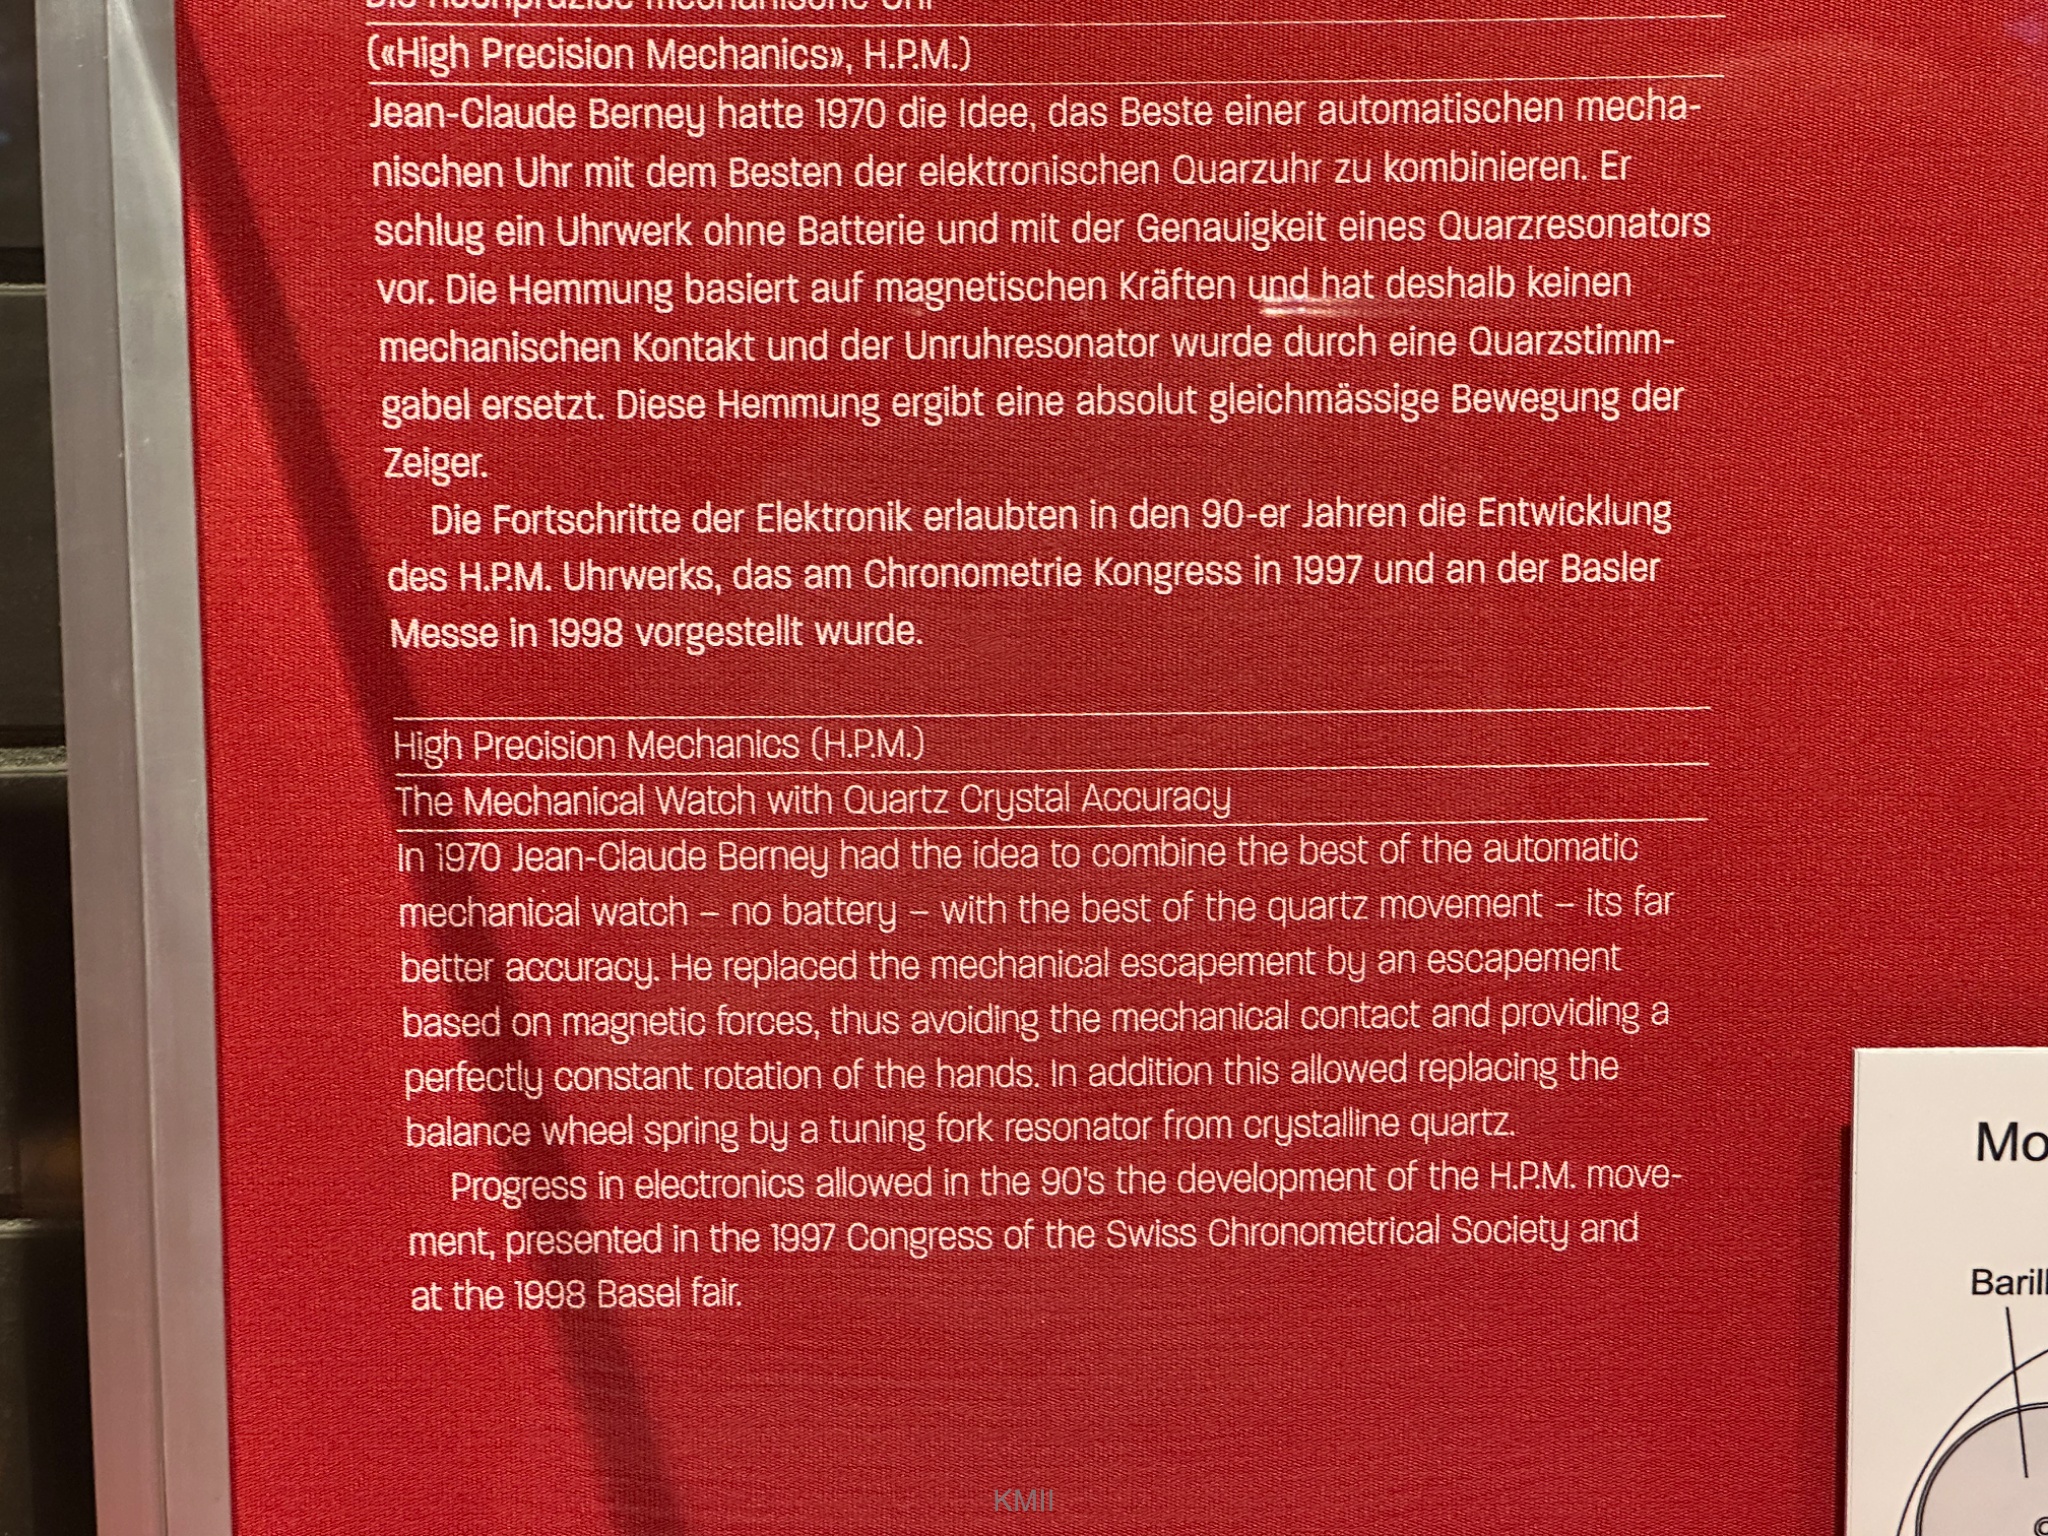 Die hochpräzise mechanische Uhr
(«High Precision Mechanics», H.P.M.)
Jean-Claude Berney hatte 1970 die Idee, das Beste einer automatischen mecha-
nischen Uhr mit dem Besten der elektronischen Quarzuhr zu kombinieren. Er
schlug ein Uhrwerk ohne Batterie und mit der Genauigkeit eines Quarzresonators
vor. Die Hemmung basiert auf magnetischen Kräften und hat deshalb keinen
mechanischen Kontakt und der Unruhresonator wurde durch eine Quarzstimm-
gabel ersetzt. Diese Hemmung ergibt eine absolut gleichmässige Bewegung der
Zeiger.
Die Fortschritte der Elektronik erlaubten in den 90-er Jahren die Entwicklung
des H.P.M. Uhrwerks, das am Chronometrie Kongress in 1997 und an der Basler
Messe in 1998 vorgestellt wurde.
High Precision Mechanics (H.P.M.)
The Mechanical Watch with Quartz Crystal Accuracy
In 1970 Jean-Claude Berney had the idea to combine the best of the automatic
mechanical watch – no battery – with the best of the quartz movement – its far
better accuracy. He replaced the mechanical escapement by an escapement
based on magnetic forces, thus avoiding the mechanical contact and providing a
perfectly constant rotation of the hands. In addition this allowed replacing the
balance wheel spring by a tuning fork resonator from crystalline quartz.
Progress in electronics allowed in the 90's the development of the H.P.M. move-
ment, presented in the 1997 Congress of the Swiss Chronometrical Society and
at the 1998 Basel fair.
Mo
Baril